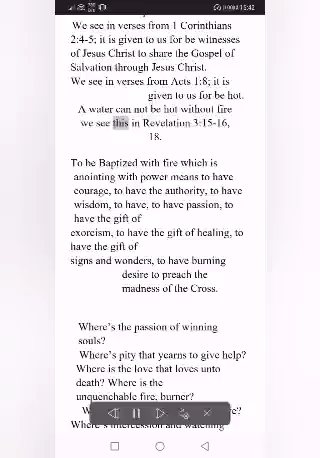 15:42
We see in verses from 1 Corinthians
2:4-5; it is given to us for be witnesses
of Jesus Christ to share the Gospel of
Salvation through Jesus Christ.
We see in verses from Acts 1:8; it is
given to us for be hot.
A water can not be hot without fire
we see this in Revelation 3:15-16,
18.
To be Baptized with fire which is
anointing with power means to have
courage, to have the authority, to have
wisdom, to have, to have passion, to
have the gift of
exorcism, to have the gift of healing, to
have the gift of
signs and wonders, to have burning
desire to preach the
madness of the Cross.
Where's the passion of winning
souls?
Where's pity that yearns to give help?
Where is the love that loves unto
death? Where is the
unquenchable fire, burner?
Where's intercession and watching